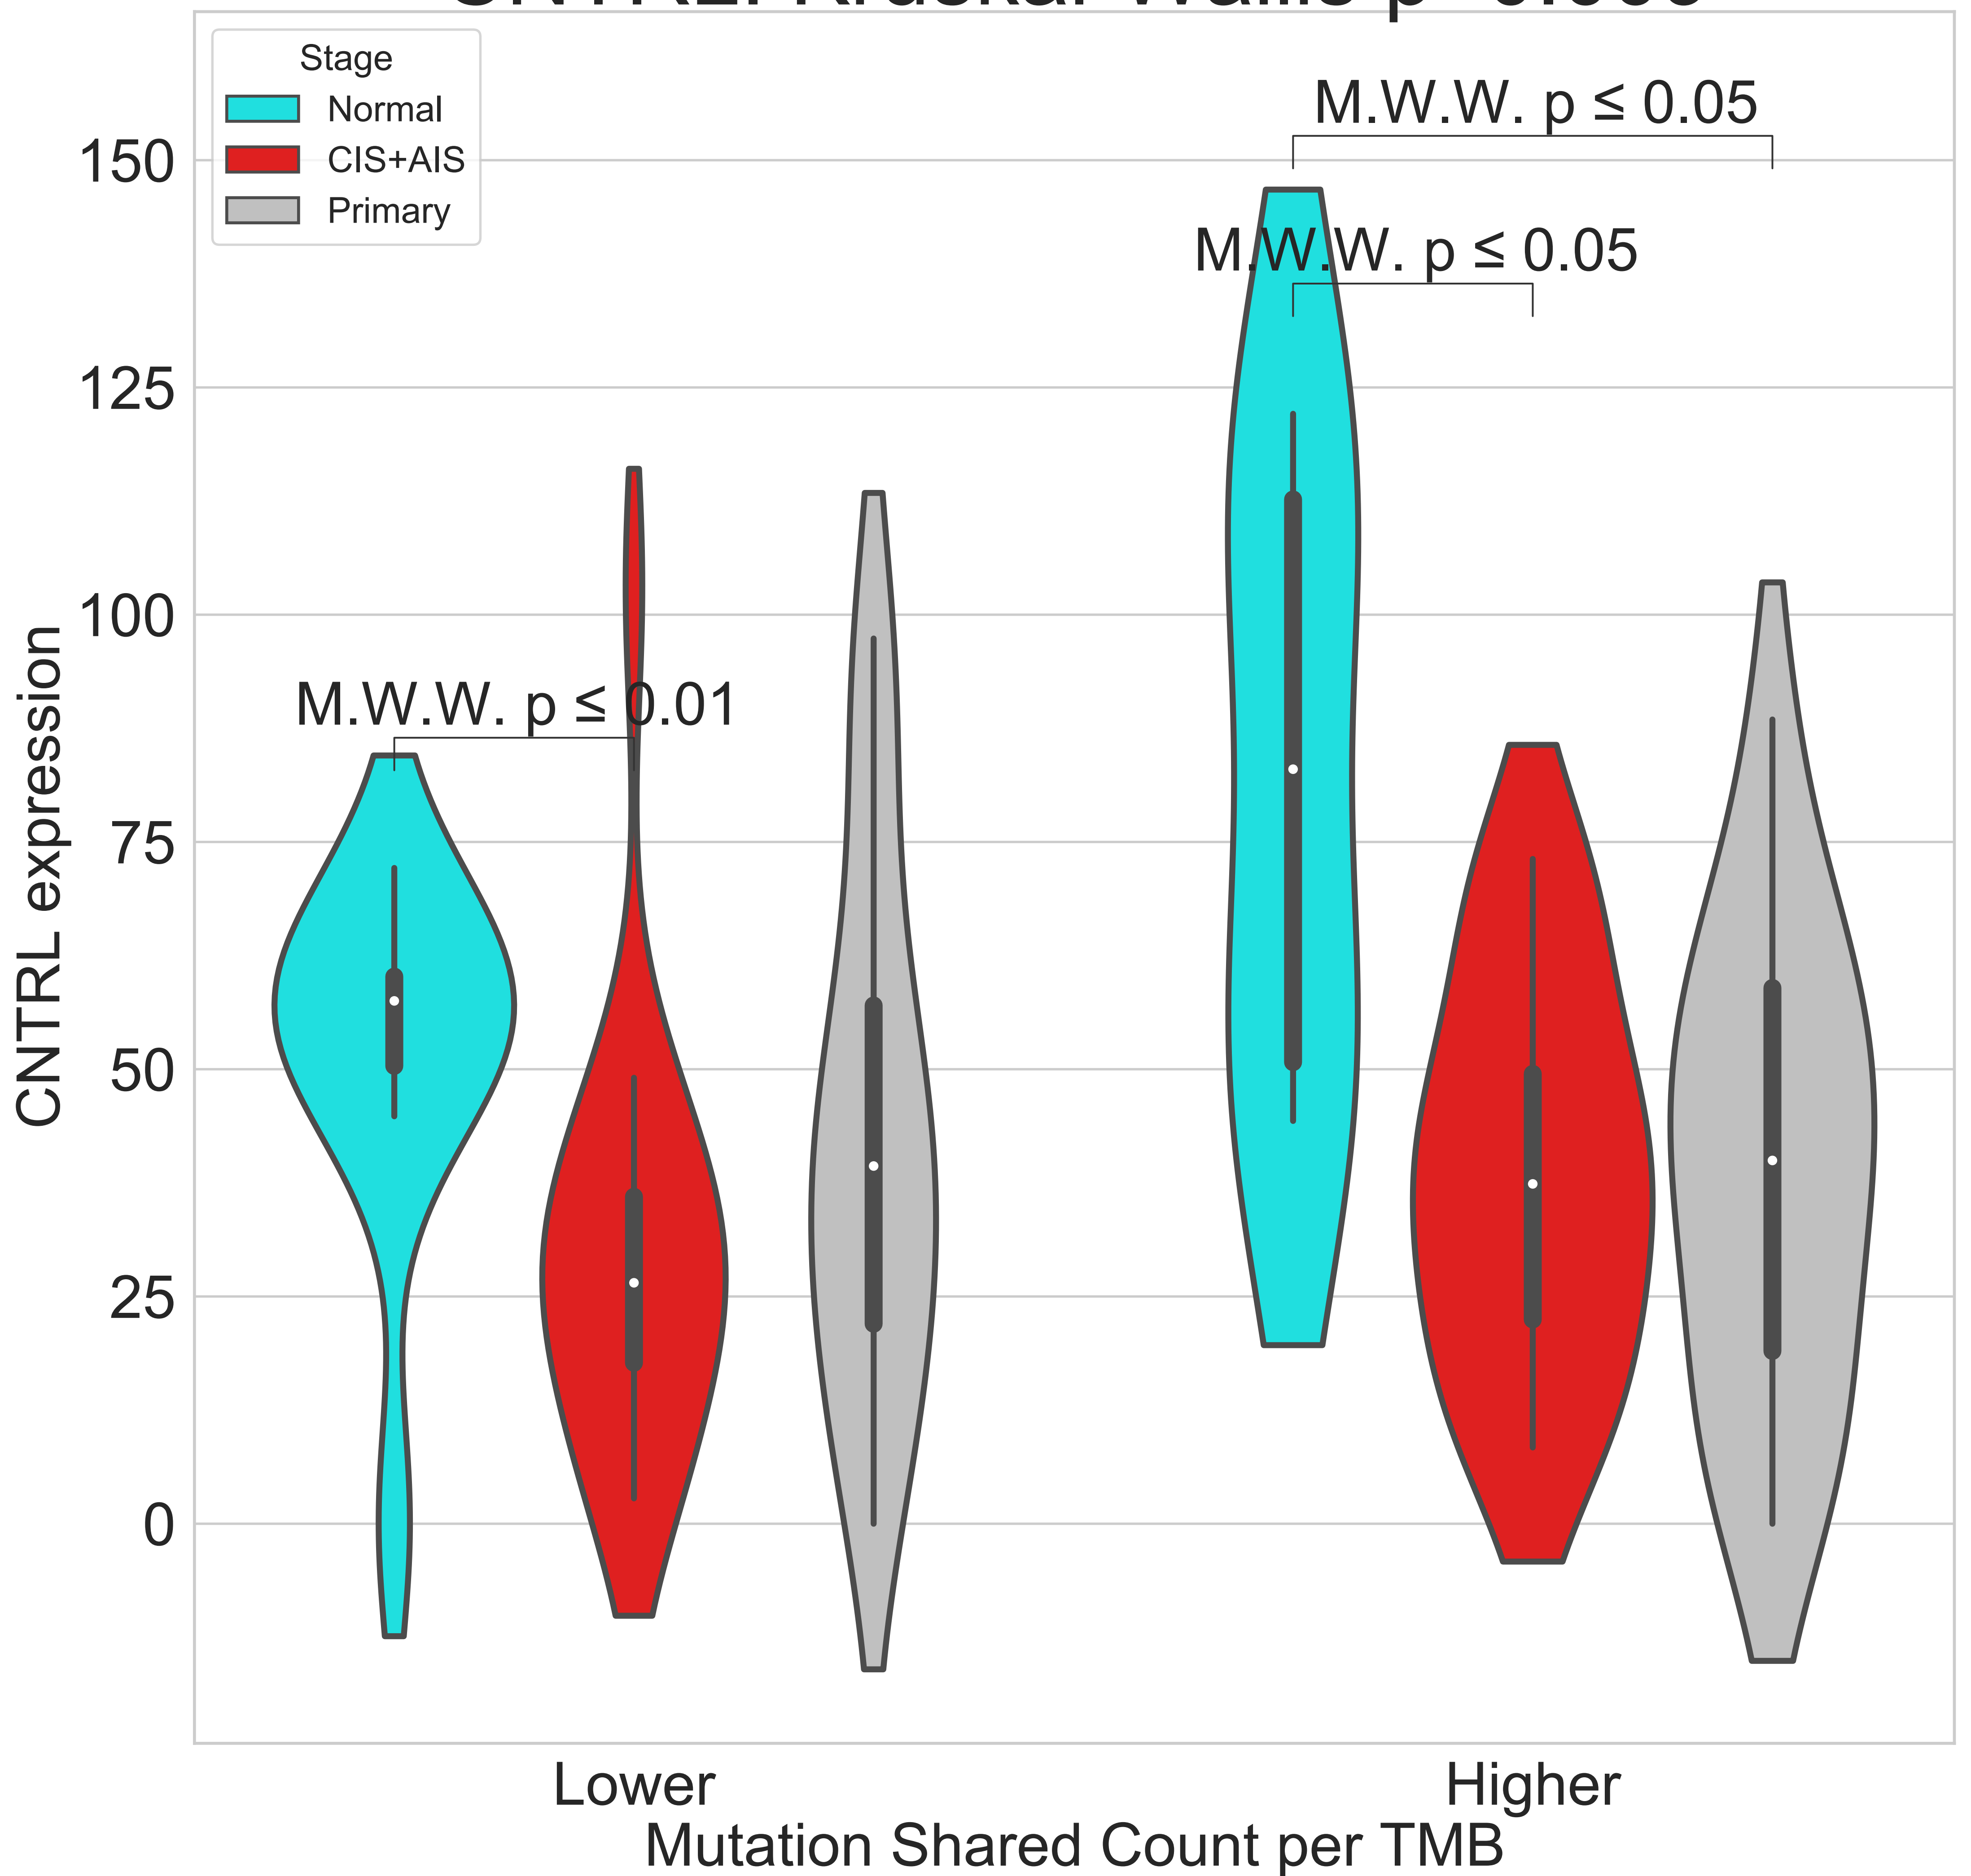 Stage
Normal
CIS+AIS
Primary
M.W.W. p ≤ 0.05
M.W.W. p ≤ 0.05
M.W.W. p ≤ 0.01
150
125
100
75
50
25
0
CNTRL expression
Lower
Higher
Mutation Shared Count per TMB